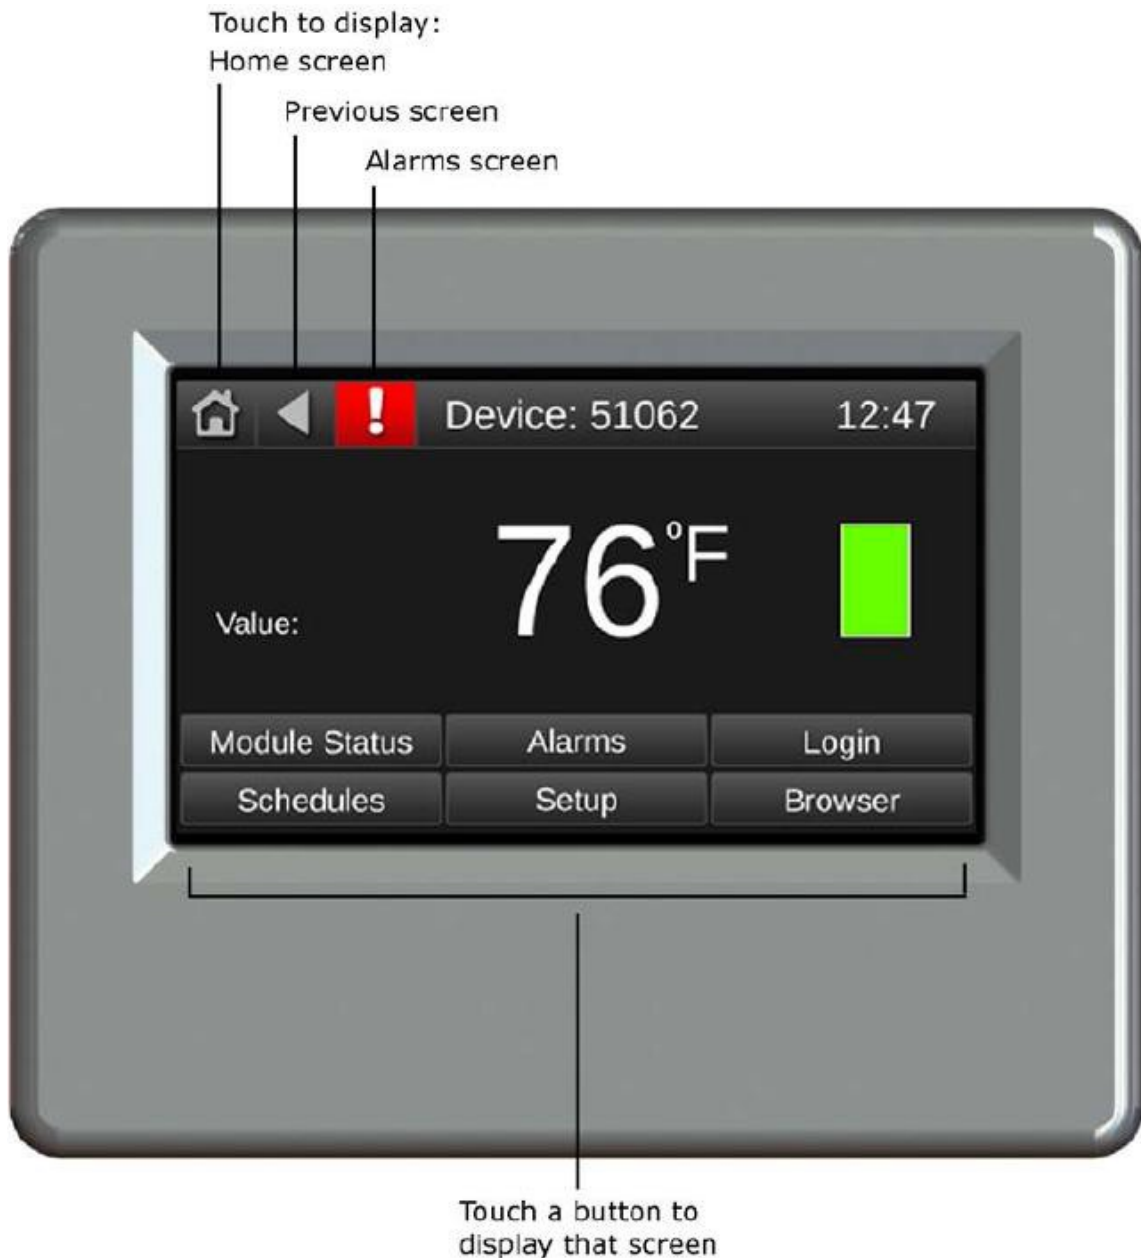 Touch to display:
Home screen
Previous screen
Alarms screen
!
Device: 51062
12:47
76°F
Value:
Module Status
Alarms
Login
Schedules
Setup
Browser
Touch a button to
display that screen